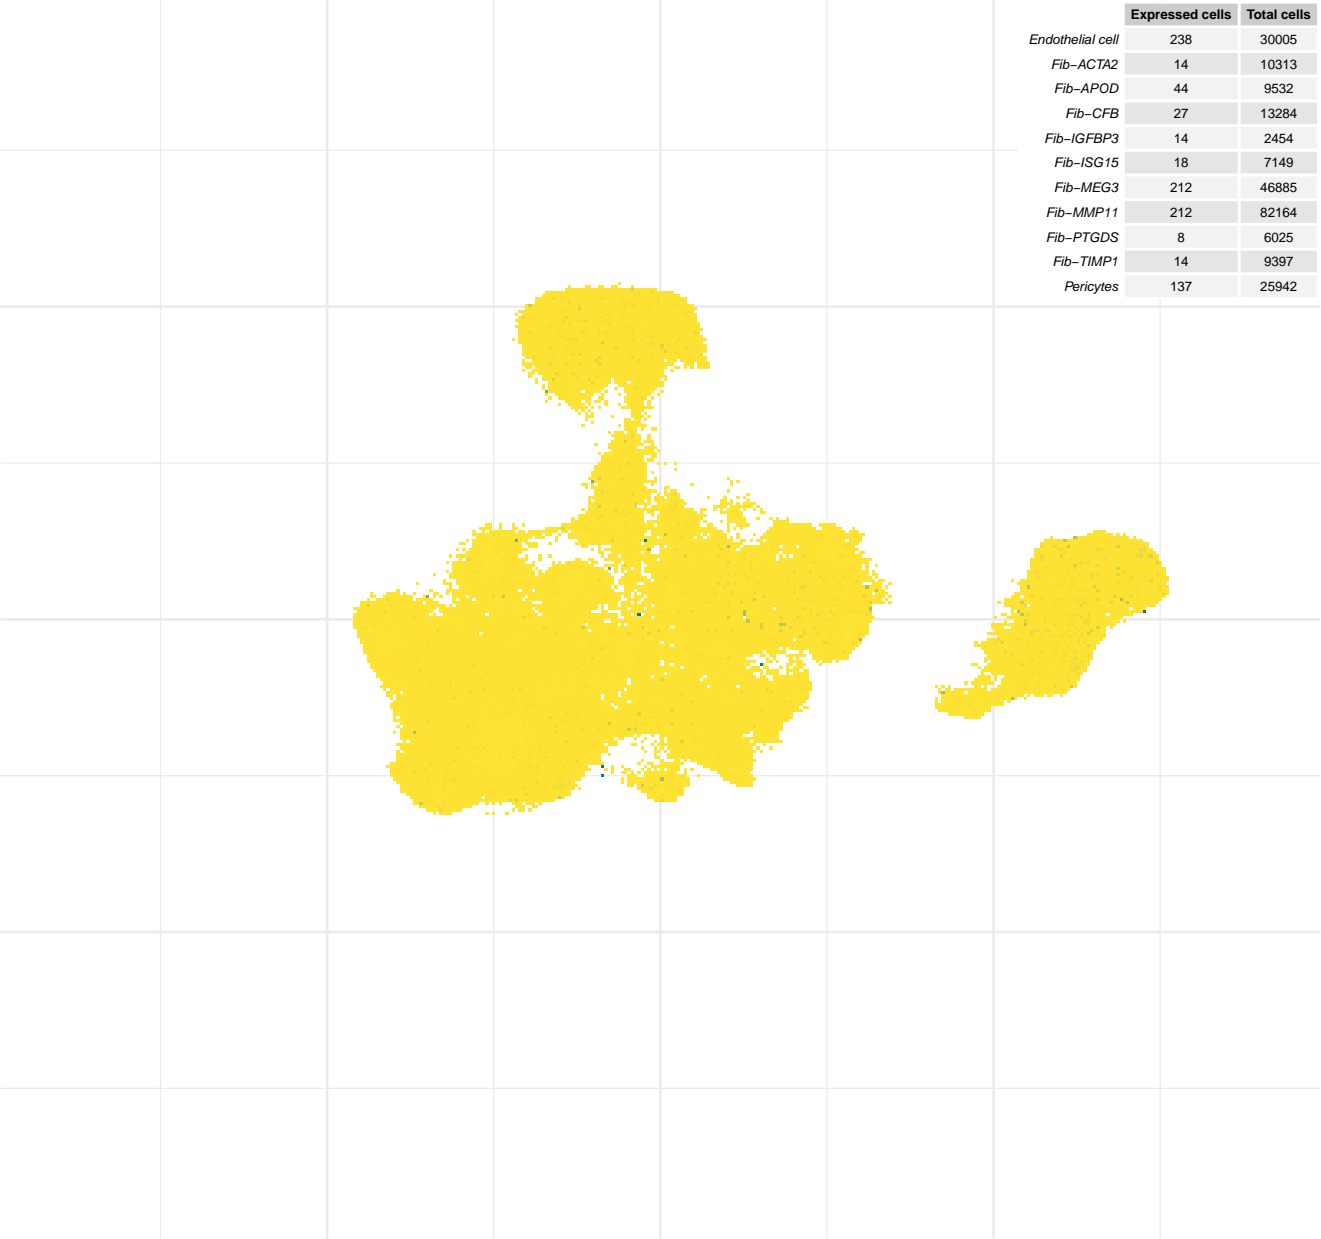 Expressed cells Total cells
Endothelial cell 238 30005
Fib−ACTA2 14 10313
Fib−APOD 44 9532
Fib−CFB 27 13284
Fib−IGFBP3 14 2454
Fib−ISG15 18 7149
Fib−MEG3 212 46885
Fib−MMP11 212 82164
Fib−PTGDS 8 6025
Fib−TIMP1 14 9397
Pericytes 137 25942